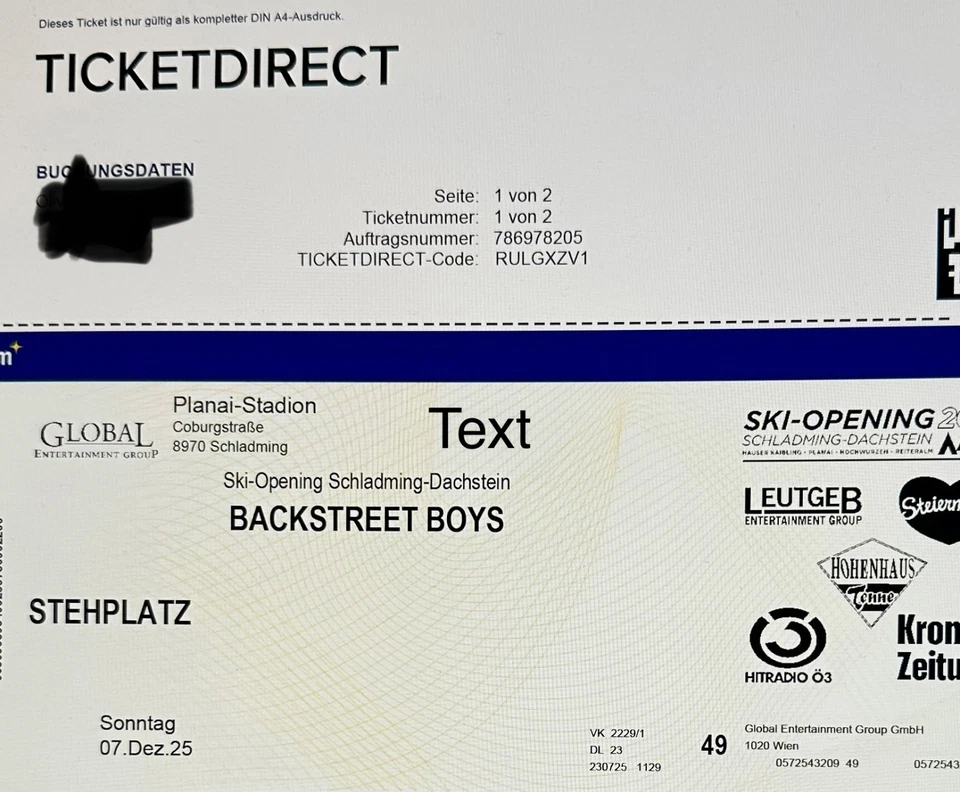 Dieses Ticket ist nur gültig als kompletter DIN A4-Ausdruck.
TICKETDIRECT
Seite: 1 von 2
Ticketnummer: 1 von 2
Auftragsnummer: 786978205
TICKETDIRECT-Code: RULGXZV1
GLOBAL
ENTERTAINMENT GROUP
Planai-Stadion
Coburgstraße
8970 Schladming
Text
Ski-Opening Schladming-Dachstein
BACKSTREET BOYS
STEHPLATZ
Sonntag
07.Dez.25
SKI-OPENING
SCHLADMING-DACHSTEIN
HAUSER KAIBLING • PLANAI • HOCHWURZEN • REITERALM
LEUTGEB
ENTERTAINMENT GROUP
HOHENHAUS
Tenne
HITRADIO Ö3
VK 2229/1
DL 23
230725 1129
49
Global Entertainment Group GmbH
1020 Wien
0572543209 49